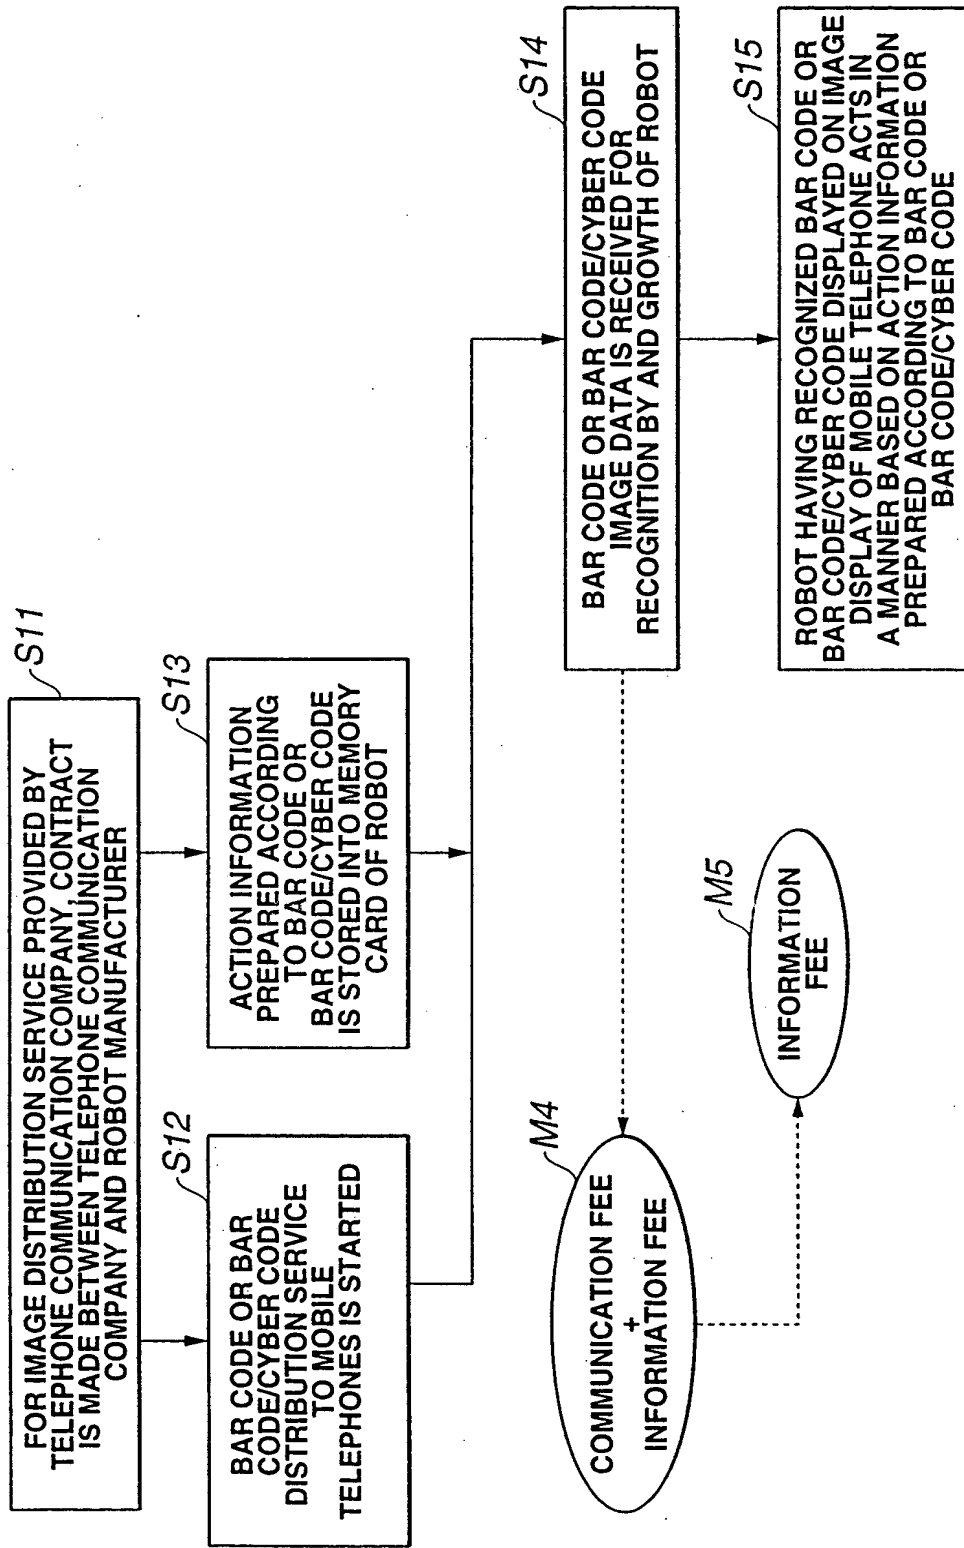 S11
FOR IMAGE DISTRIBUTION SERVICE PROVIDED BY
TELEPHONE COMMUNICATION COMPANY, CONTRACT
IS MADE BETWEEN TELEPHONE COMMUNICATION
COMPANY AND ROBOT MANUFACTURER
S12
BAR CODE OR BAR
CODE/CYBER CODE
DISTRIBUTION SERVICE
TO MOBILE
TELEPHONES IS STARTED
S13
ACTION INFORMATION
PREPARED ACCORDING
TO BAR CODE OR
BAR CODE/CYBER CODE
IS STORED INTO MEMORY
CARD OF ROBOT
S14
BAR CODE OR BAR CODE/CYBER CODE
IMAGE DATA IS RECEIVED FOR
RECOGNITION BY AND GROWTH OF ROBOT
M4
COMMUNICATION FEE
+
INFORMATION FEE
M5
INFORMATION
FEE
S15
ROBOT HAVING RECOGNIZED BAR CODE OR
BAR CODE/CYBER CODE DISPLAYED ON IMAGE
DISPLAY OF MOBILE TELEPHONE ACTS IN
A MANNER BASED ON ACTION INFORMATION
PREPARED ACCORDING TO BAR CODE OR
BAR CODE/CYBER CODE